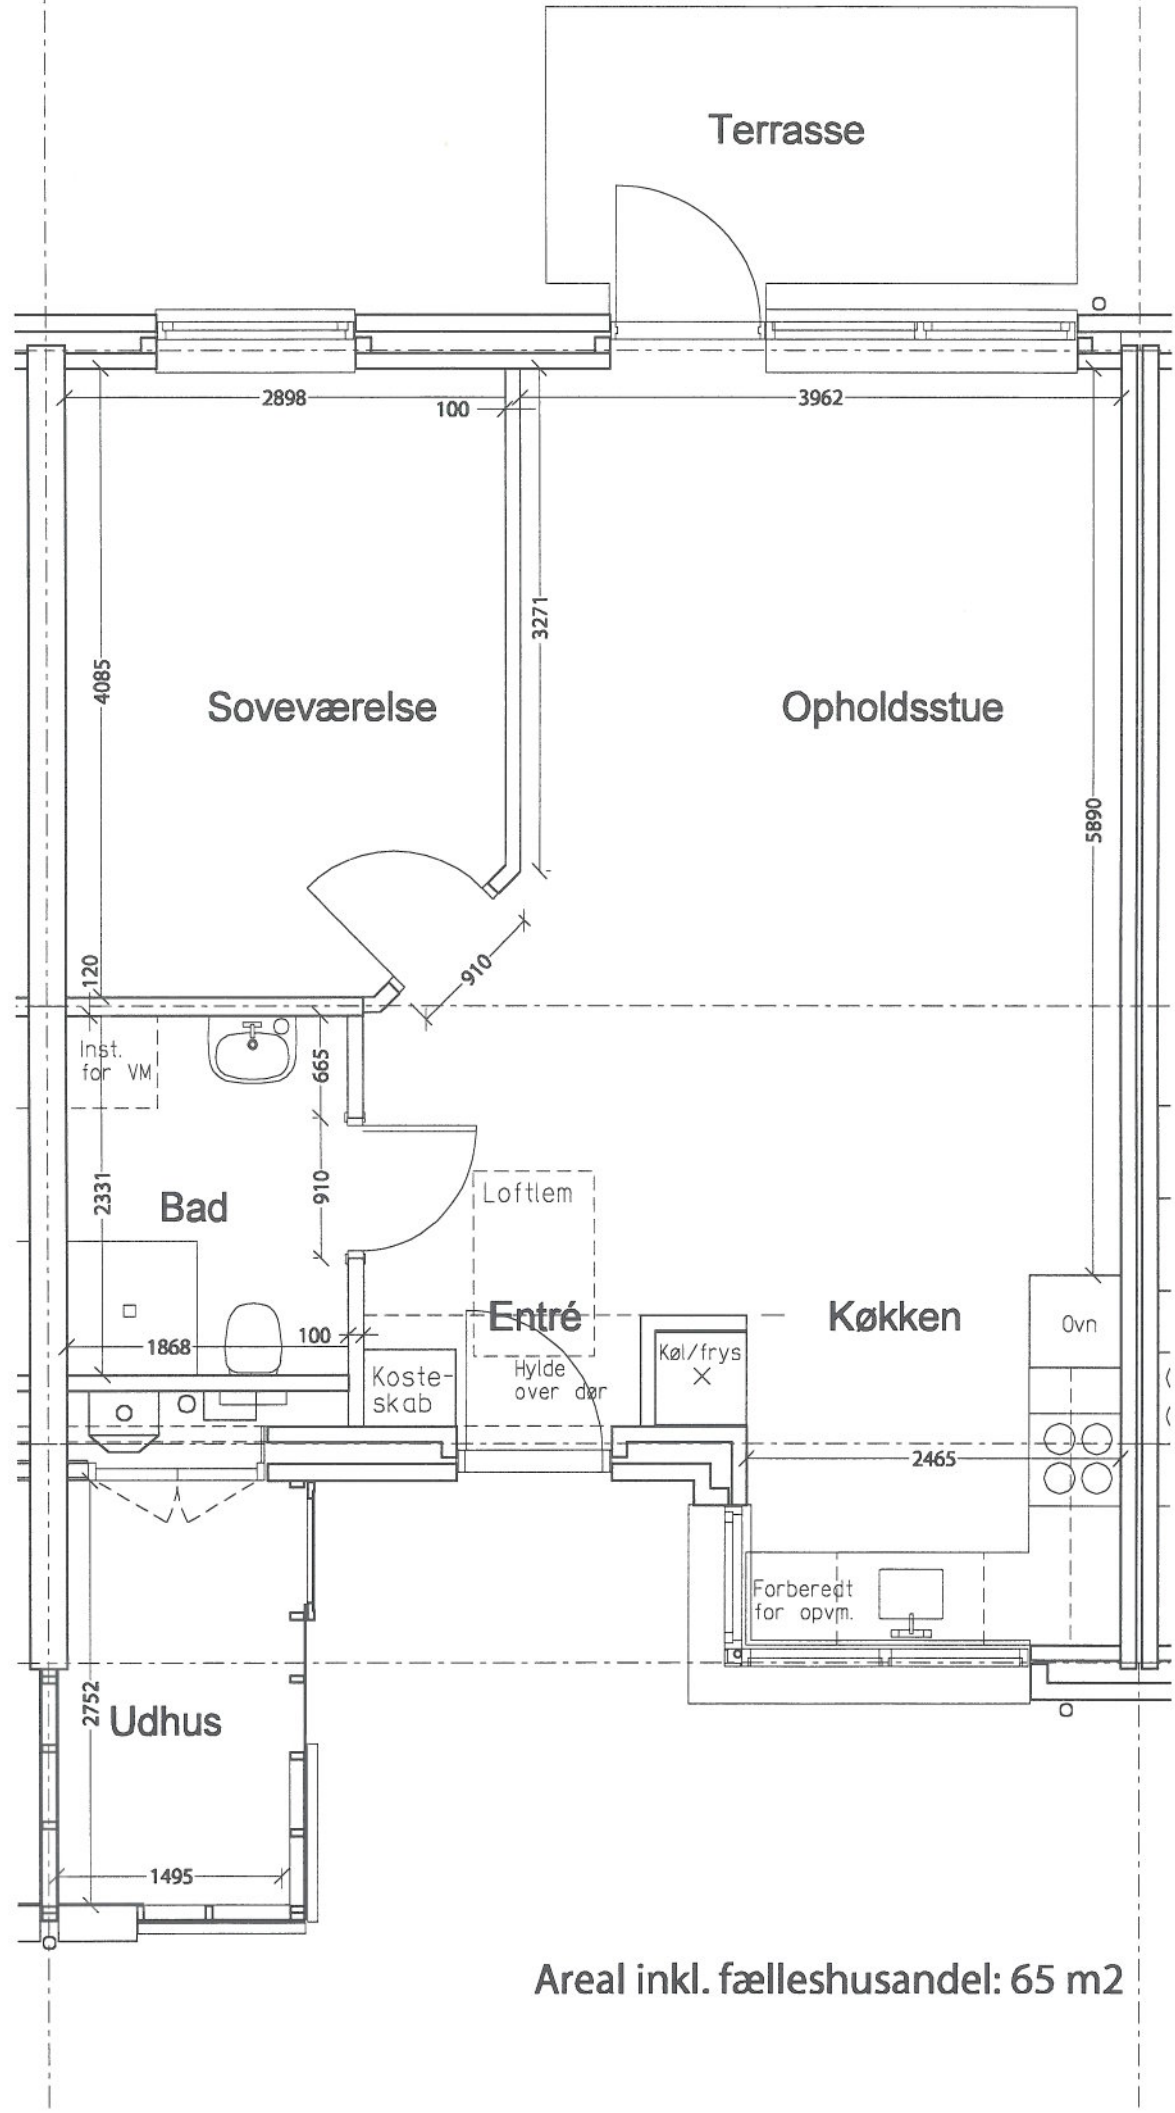 Terrasse
2898
100
3962
3271
4085
Soveværelse
Opholdsstue
5890
910
120
Inst.
for VM
665
2331
910
Bad
Loftlem
Entré
Køkken
Ovn
1868
100
Koste-
skab
Hylde
over dør
Køl/frys
2465
Forberedt
for opvm.
2752
Udhus
1495
Areal inkl. fælleshusandel: 65 m2